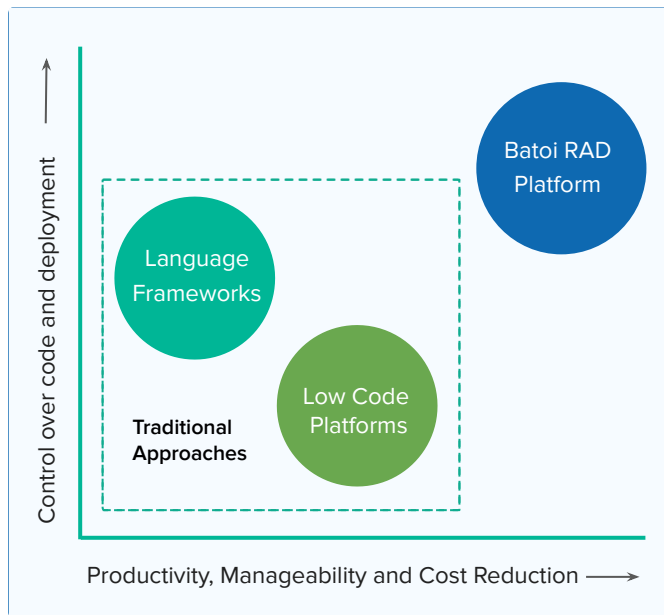 Control over code and deployment
Batoi RAD
Platform
Language
Frameworks
Low Code
Platforms
Traditional
Approaches
Productivity, Manageability and Cost Reduction